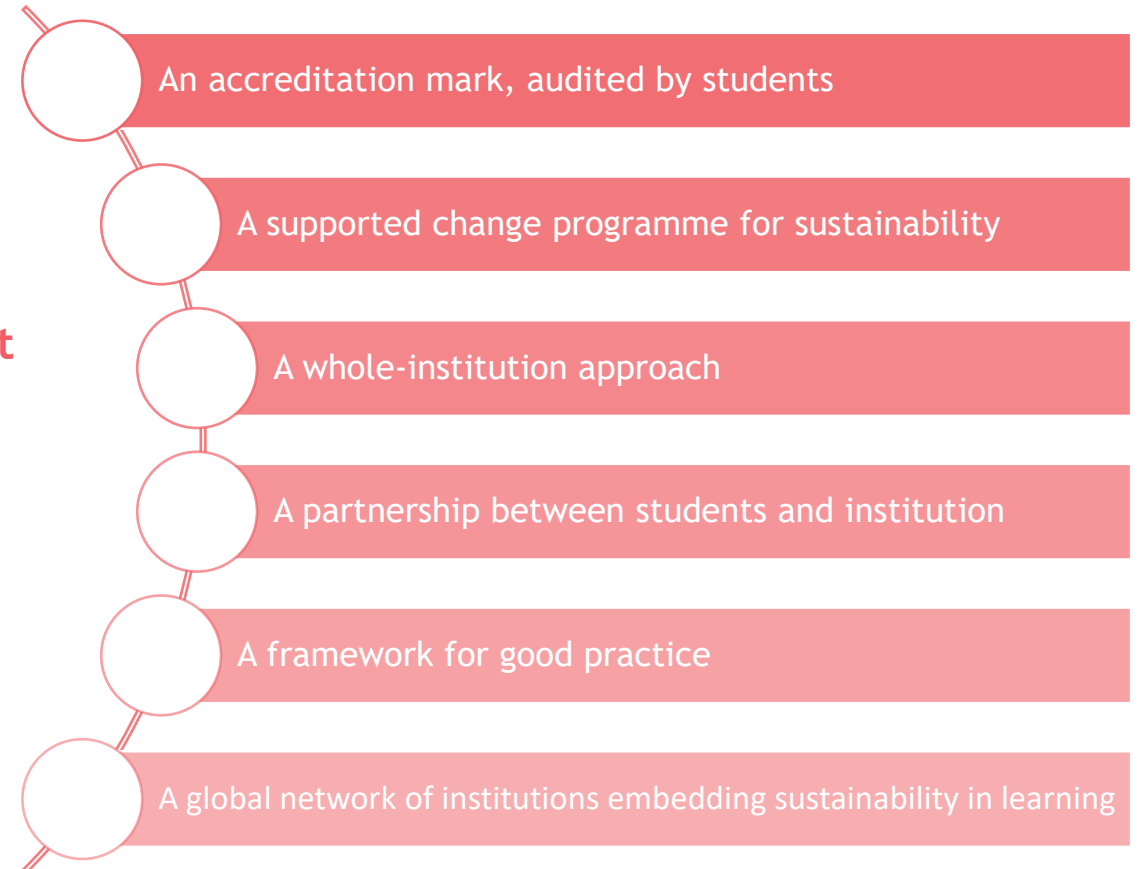 An accreditation mark, audited by students
A supported change programme for sustainability
t
A whole-institution approach
A partnership between students and institution
A framework for good practice
A global network of institutions embedding sustainability in learning